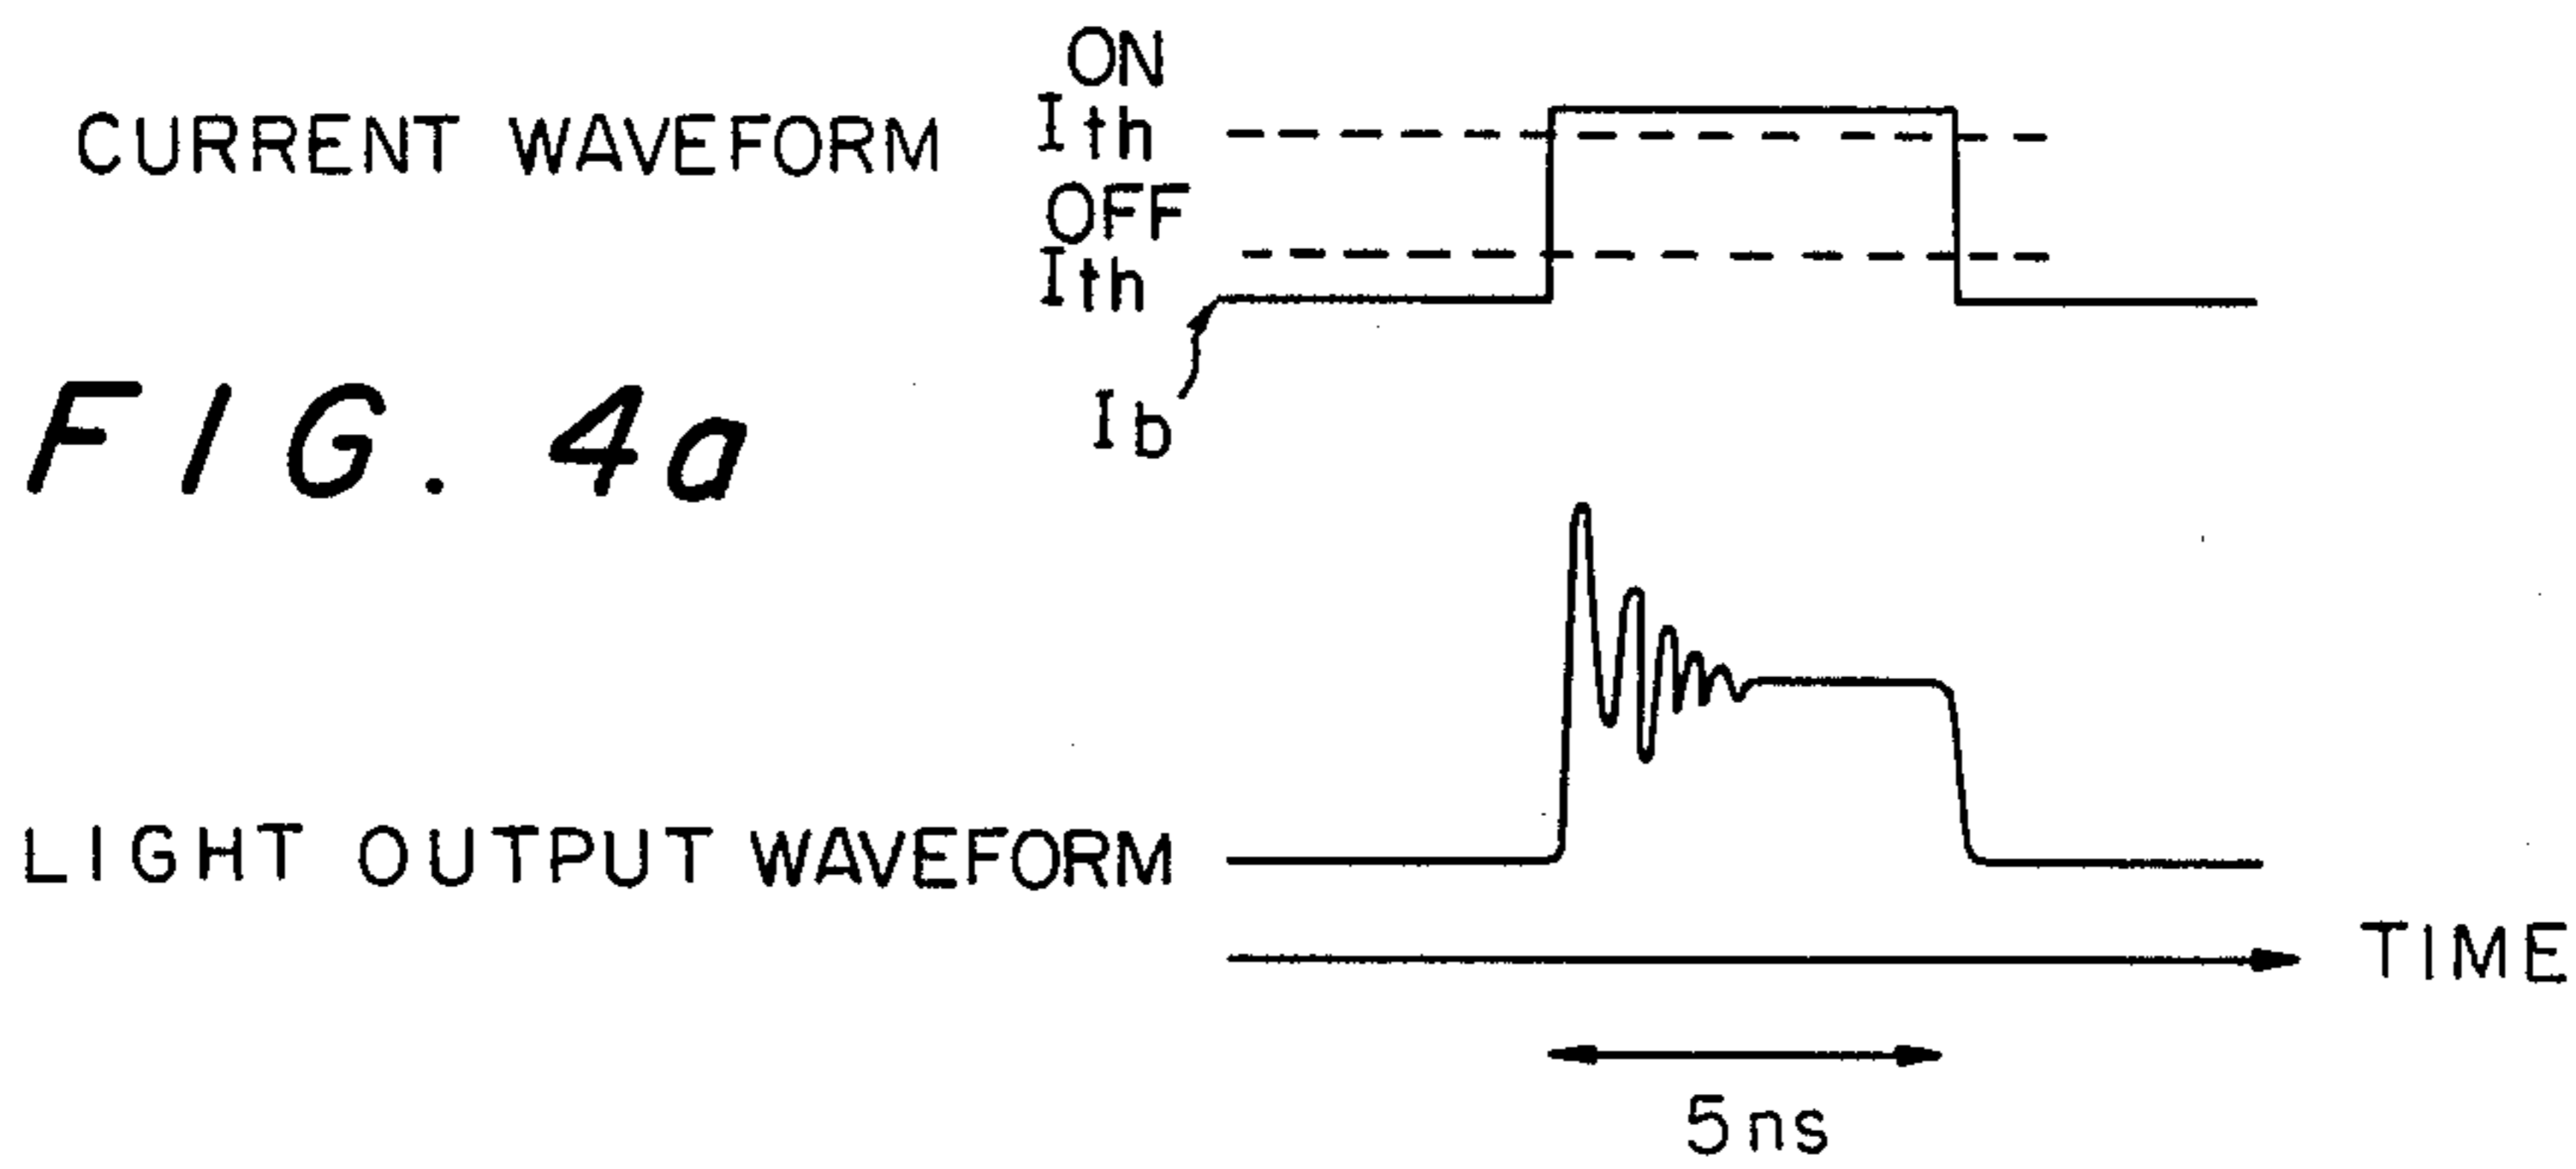 ON
CURRENT WAVEFORM Ith
OFF
Ith
Ib
FIG. 4a
LIGHT OUTPUT WAVEFORM
TIME
5ns